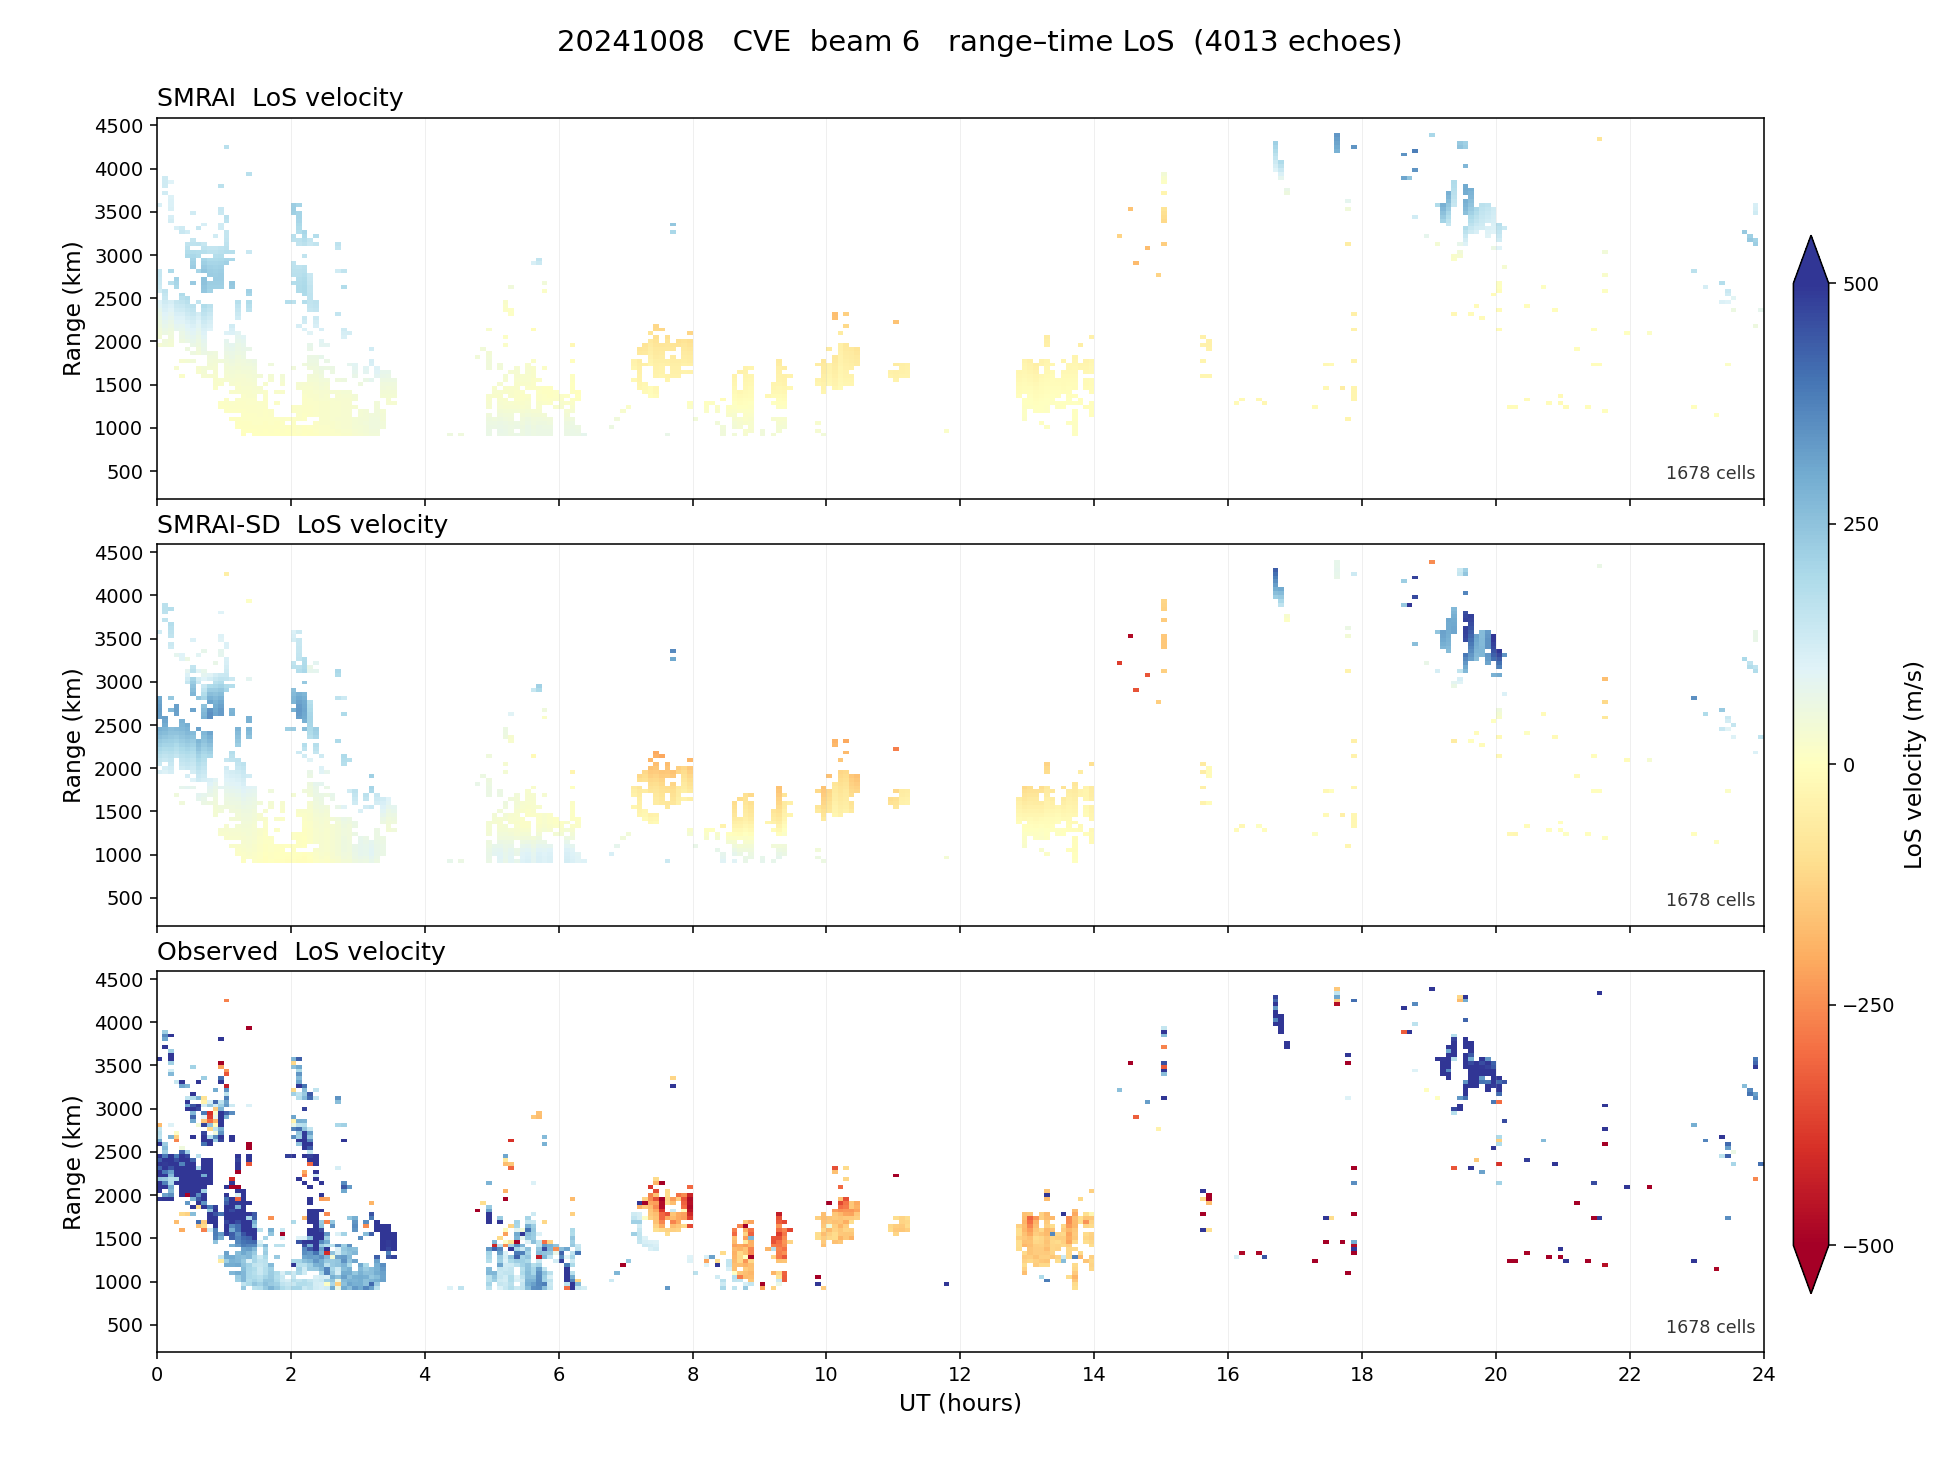 20241008   CVE  beam 6   range–time LoS  (4013 echoes)
SMRAI  LoS velocity
4500
4000
3500
3000
2500
2000
1500
1000
500
Range (km)
1678 cells
SMRAI-SD  LoS velocity
4500
4000
3500
3000
2500
2000
1500
1000
500
Range (km)
1678 cells
Observed  LoS velocity
4500
4000
3500
3000
2500
2000
1500
1000
500
Range (km)
1678 cells
0 2 4 6 8 10 12 14 16 18 20 22 24
UT (hours)
500
250
0
−250
−500
LoS velocity (m/s)